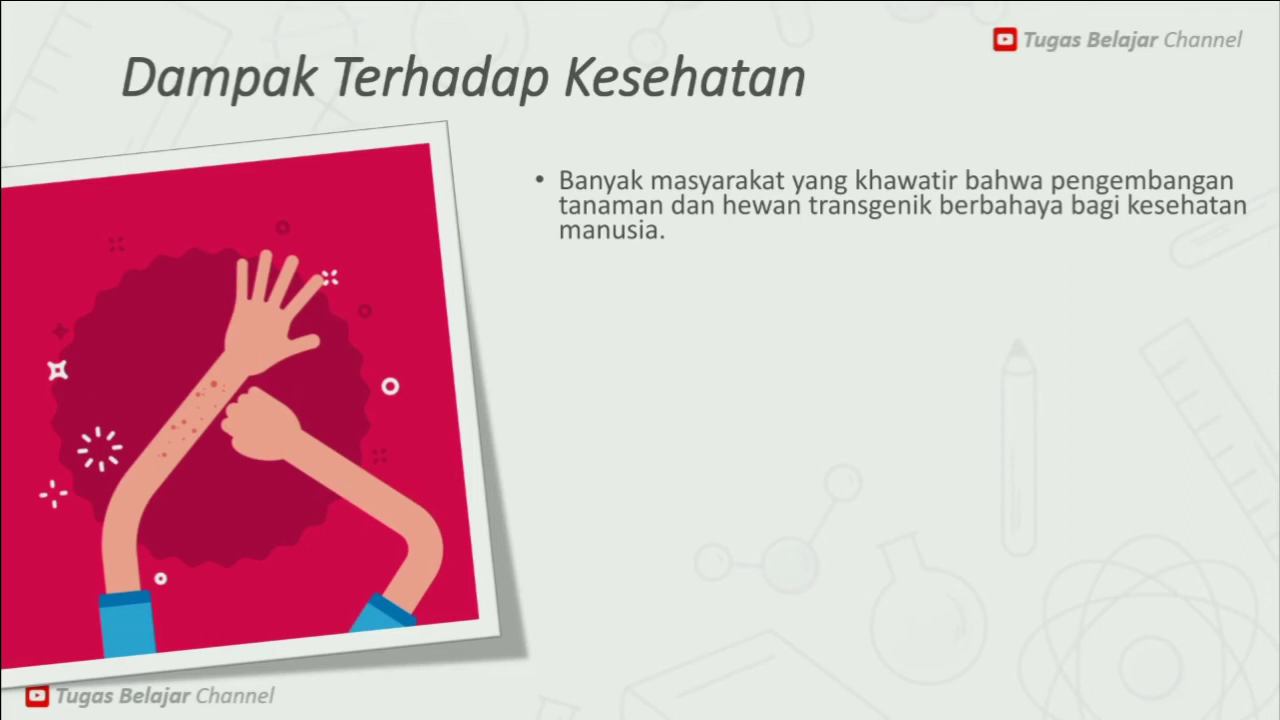 Tugas Belajar Channel
Dampak Terhadap Kesehatan
• Banyak masyarakat yang khawatir bahwa pengembangan
tanaman dan hewan transgenik berbahaya bagi kesehatan
manusia.
Tugas Belajar Channel